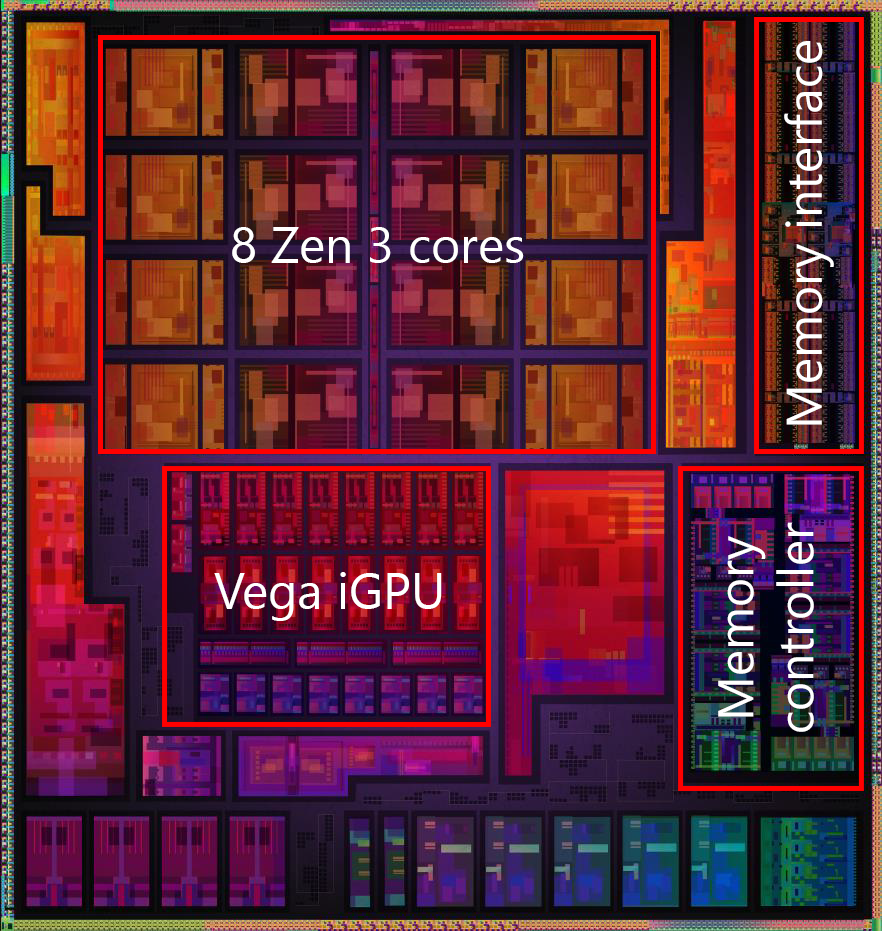 8 Zen 3 cores
Memory interface
Vega iGPU
Memory
controller